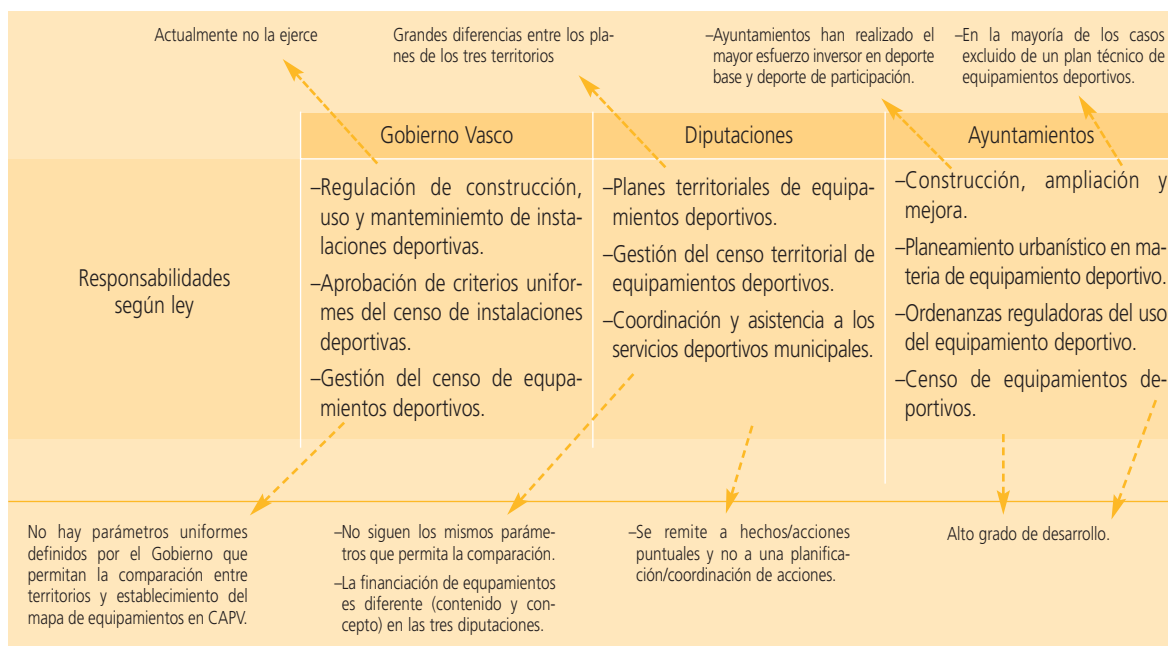 Actualmente no la ejerce
Grandes diferencias entre los pla-
nes de los tres territorios
–Ayuntamientos han realizado el
mayor esfuerzo inversor en deporte
base y deporte de participación.
–En la mayoría de los casos
excluido de un plan técnico de
equipamientos deportivos.
Gobierno Vasco
Diputaciones
Ayuntamientos
Responsabilidades
según ley
–Regulación de construcción,
uso y manteminiemto de insta-
laciones deportivas.
–Aprobación de criterios unifor-
mes del censo de instalaciones
deportivas.
–Gestión del censo de equpa-
mientos deportivos.
–Planes territoriales de equipa-
mientos deportivos.
–Gestión del censo territorial de
equipamientos deportivos.
–Coordinación y asistencia a los
servicios deportivos municipales.
–Construcción, ampliación y
mejora.
–Planeamiento urbanístico en ma-
teria de equipamiento deportivo.
–Ordenanzas reguladoras del uso
del equipamiento deportivo.
–Censo de equipamientos de-
portivos.
No hay parámetros uniformes
definidos por el Gobierno que
permitan la comparación entre
territorios y establecimiento del
mapa de equipamientos en CAPV.
–No siguen los mismos paráme-
tros que permita la comparación.
–La financiación de equpamientos
es diferente (contenido y con-
cepto) en las tres diputaciones.
–Se remite a hechos/acciones
puntuales y no a una planifica-
ción/coordinación de acciones.
Alto grado de desarrollo.